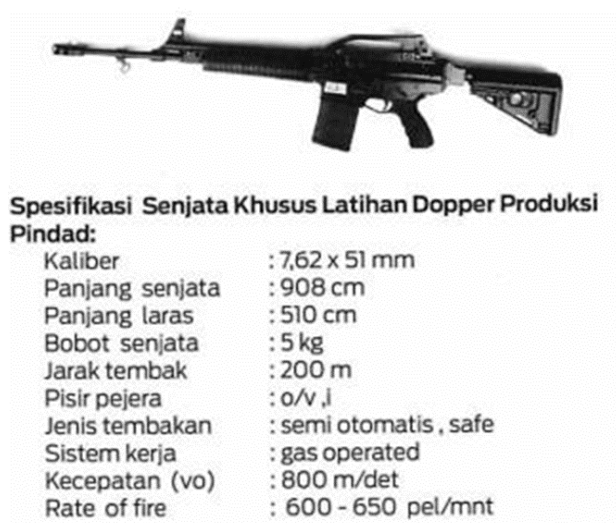 Spesifikasi Senjata Khusus Latihan Dopper Produksi
Pindad:
Kaliber : 7,62 x 51 mm
Panjang senjata : 908 cm
Panjang laras : 510 cm
Bobot senjata : 5 kg
Jarak tembak : 200 m
Pisir pejera : o/v ,i
Jenis tembakan : semi otomatis , safe
Sistem kerja : gas operated
Kecepatan (vo) : 800 m/det
Rate of fire : 600 - 650 pel/mnt